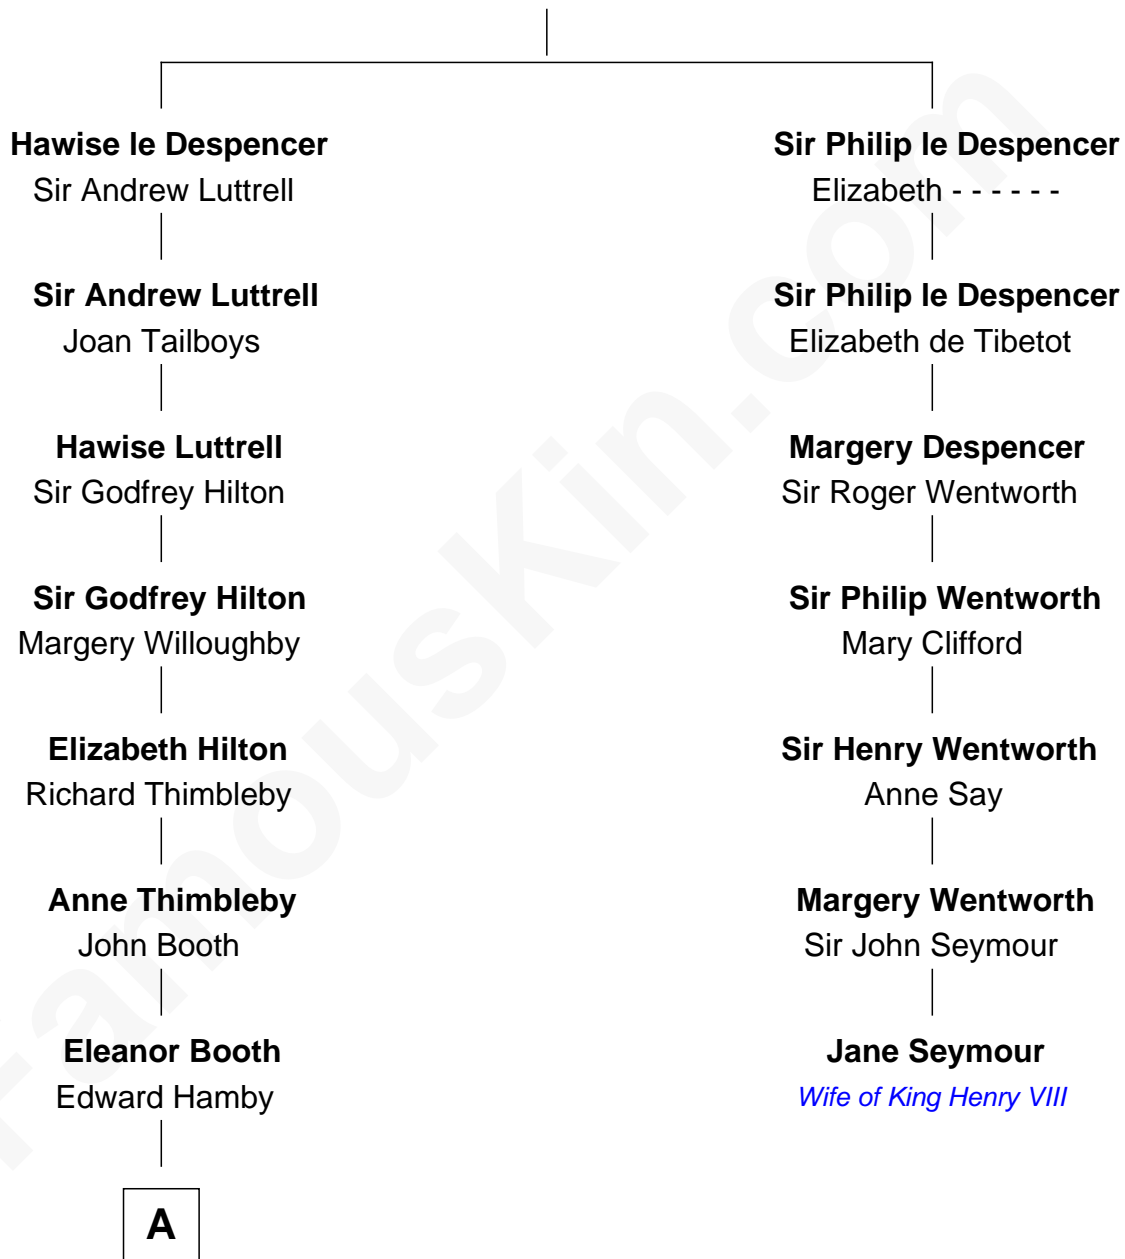 Hawise le Despencer
Sir Andrew Luttrell
Sir Andrew Luttrell
Joan Tailboys
Hawise Luttrell
Sir Godfrey Hilton
Sir Godfrey Hilton
Margery Willoughby
Elizabeth Hilton
Richard Thimbleby
Anne Thimbleby
John Booth
Eleanor Booth
Edward Hamby
A
Sir Philip le Despencer
Elizabeth - - - - - -
Sir Philip le Despencer
Elizabeth de Tibetot
Margery Despencer
Sir Roger Wentworth
Sir Philip Wentworth
Mary Clifford
Sir Henry Wentworth
Anne Say
Margery Wentworth
Sir John Seymour
Jane Seymour
Wife of King Henry VIII
FamousKin.com